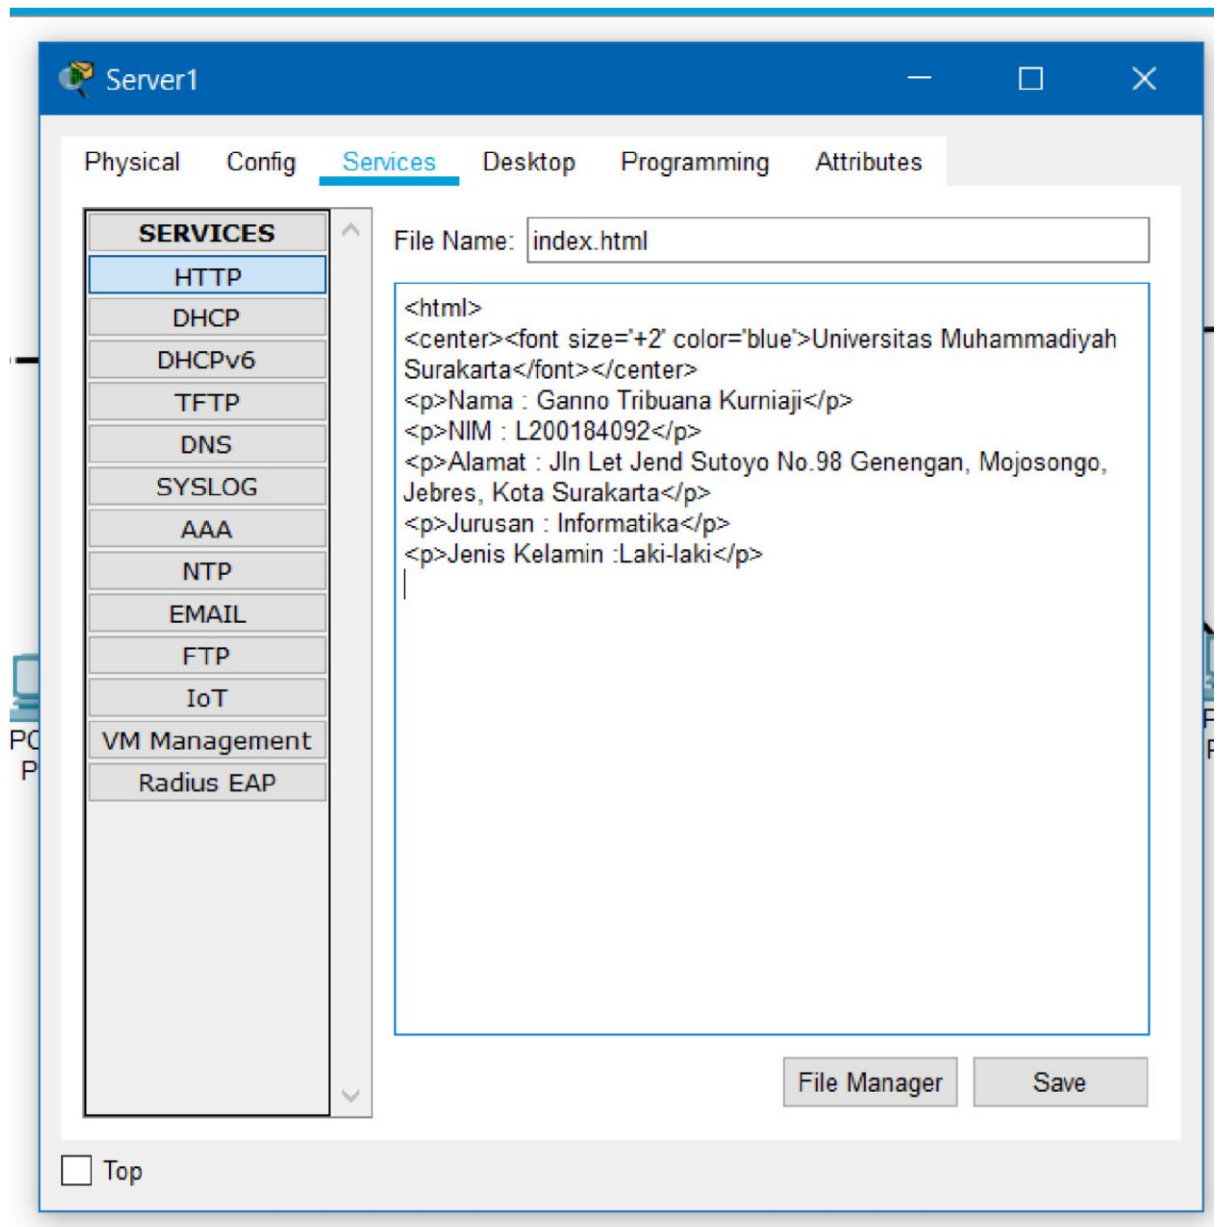 Server1
Physical Config Services Desktop Programming Attributes
SERVICES
HTTP
DHCP
DHCPv6
TFTP
DNS
SYSLOG
AAA
NTP
EMAIL
FTP
IoT
VM Management
Radius EAP
File Name: index.html
<html>
<center><font size='+2' color='blue'>Universitas Muhammadiyah
Surakarta</font></center>
<p>Nama : Ganno Tribuana Kurniaji</p>
<p>NIM : L200184092</p>
<p>Alamat : Jln Let Jend Sutoyo No.98 Genengan, Mojosongo,
Jebres, Kota Surakarta</p>
<p>Jurusan : Informatika</p>
<p>Jenis Kelamin :Laki-laki</p>
File Manager Save
Top
PC
P